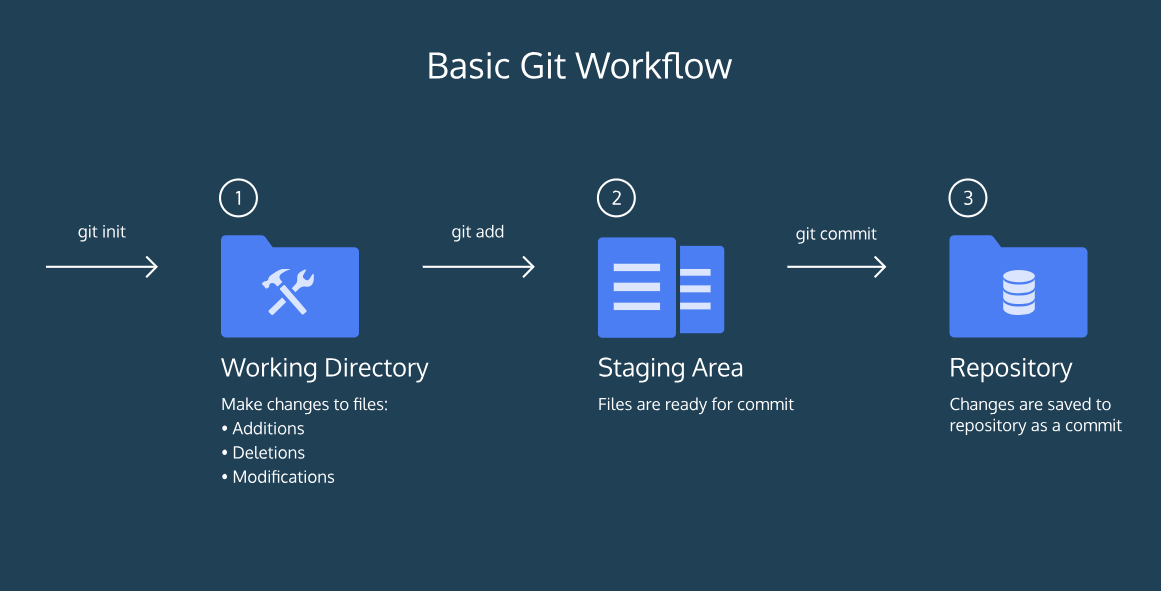 Basic Git Workflow
git init
1
Working Directory
Make changes to files:
• Additions
• Deletions
• Modifications
git add
2
Staging Area
Files are ready for commit
git commit
3
Repository
Changes are saved to
repository as a commit